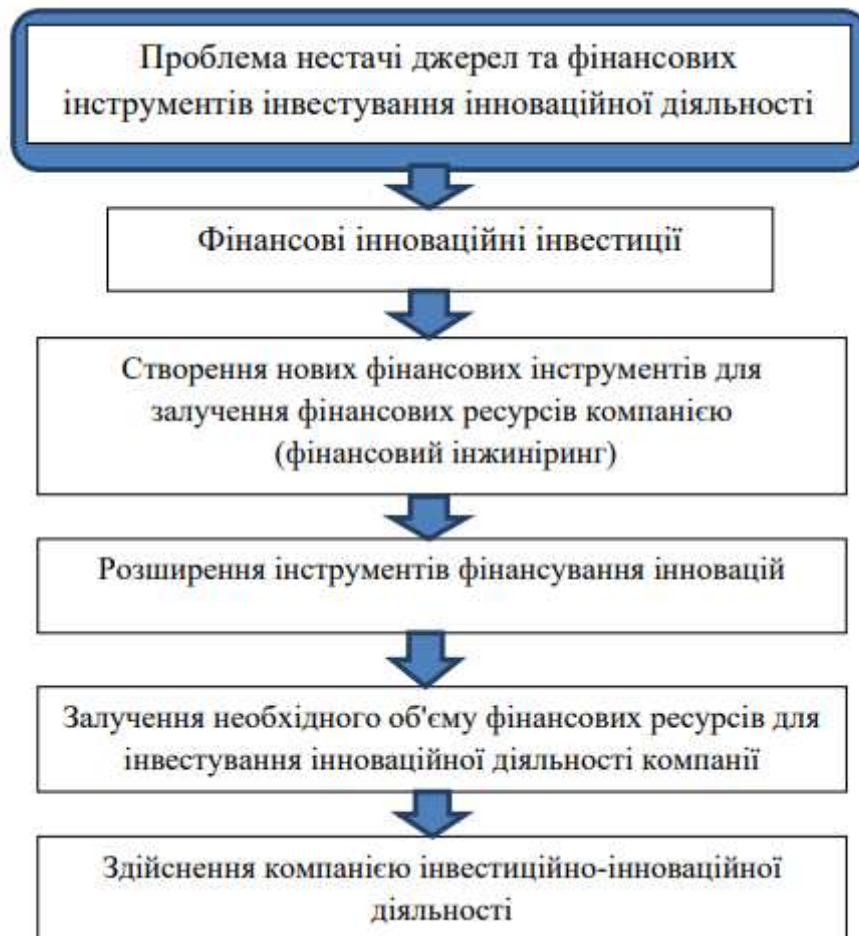 Проблема нестачі джерел та фінансових
інструментів інвестування інноваційної діяльності
Фінансові інноваційні інвестиції
Створення нових фінансових інструментів для
залучення фінансових ресурсів компанією
(фінансовий інжиніринг)
Розширення інструментів фінансування інновацій
Залучення необхідного об'єму фінансових ресурсів для
інвестування інноваційної діяльності компанії
Здійснення компанією інвестиційно-інноваційної
діяльності